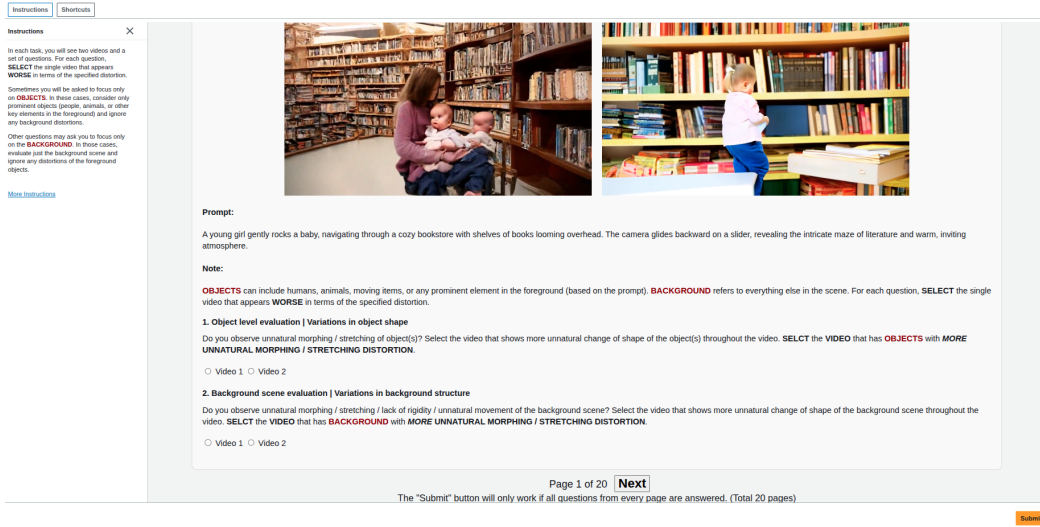 Instructions Shortcuts
Instructions
In each task, you will see two videos and a
set of questions. For each question,
SELECT the single video that appears
WORSE in terms of the specified distortion.
Sometimes you will be asked to focus only
on OBJECTS. In these cases, consider only
prominent objects (people, animals, or other
key elements in the foreground) and ignore
any background distortions.
Other questions may ask you to focus only
on the BACKGROUND. In those cases,
evaluate just the background scene and
ignore any distortions of the foreground
objects.
More Instructions
Prompt:
A young girl gently rocks a baby, navigating through a cozy bookstore with shelves of books looming overhead. The camera glides backward on a slider, revealing the intricate maze of literature and warm, inviting
atmosphere.
Note:
OBJECTS can include humans, animals, moving items, or any prominent element in the foreground (based on the prompt). BACKGROUND refers to everything else in the scene. For each question, SELECT the single
video that appears WORSE in terms of the specified distortion.
1. Object level evaluation | Variations in object shape
Do you observe unnatural morphing / stretching of object(s)? Select the video that shows more unnatural change of shape of the object(s) throughout the video. SELCT the VIDEO that has OBJECTS with MORE
UNNATURAL MORPHING / STRETCHING DISTORTION.
Video 1 Video 2
2. Background scene evaluation | Variations in background structure
Do you observe unnatural morphing / stretching / lack of rigidity / unnatural movement of the background scene? Select the video that shows more unnatural change of shape of the background scene throughout the
video. SELCT the VIDEO that has BACKGROUND with MORE UNNATURAL MORPHING / STRETCHING DISTORTION.
Video 1 Video 2
Page 1 of 20 Next
The "Submit" button will only work if all questions from every page are answered. (Total 20 pages)
Submi